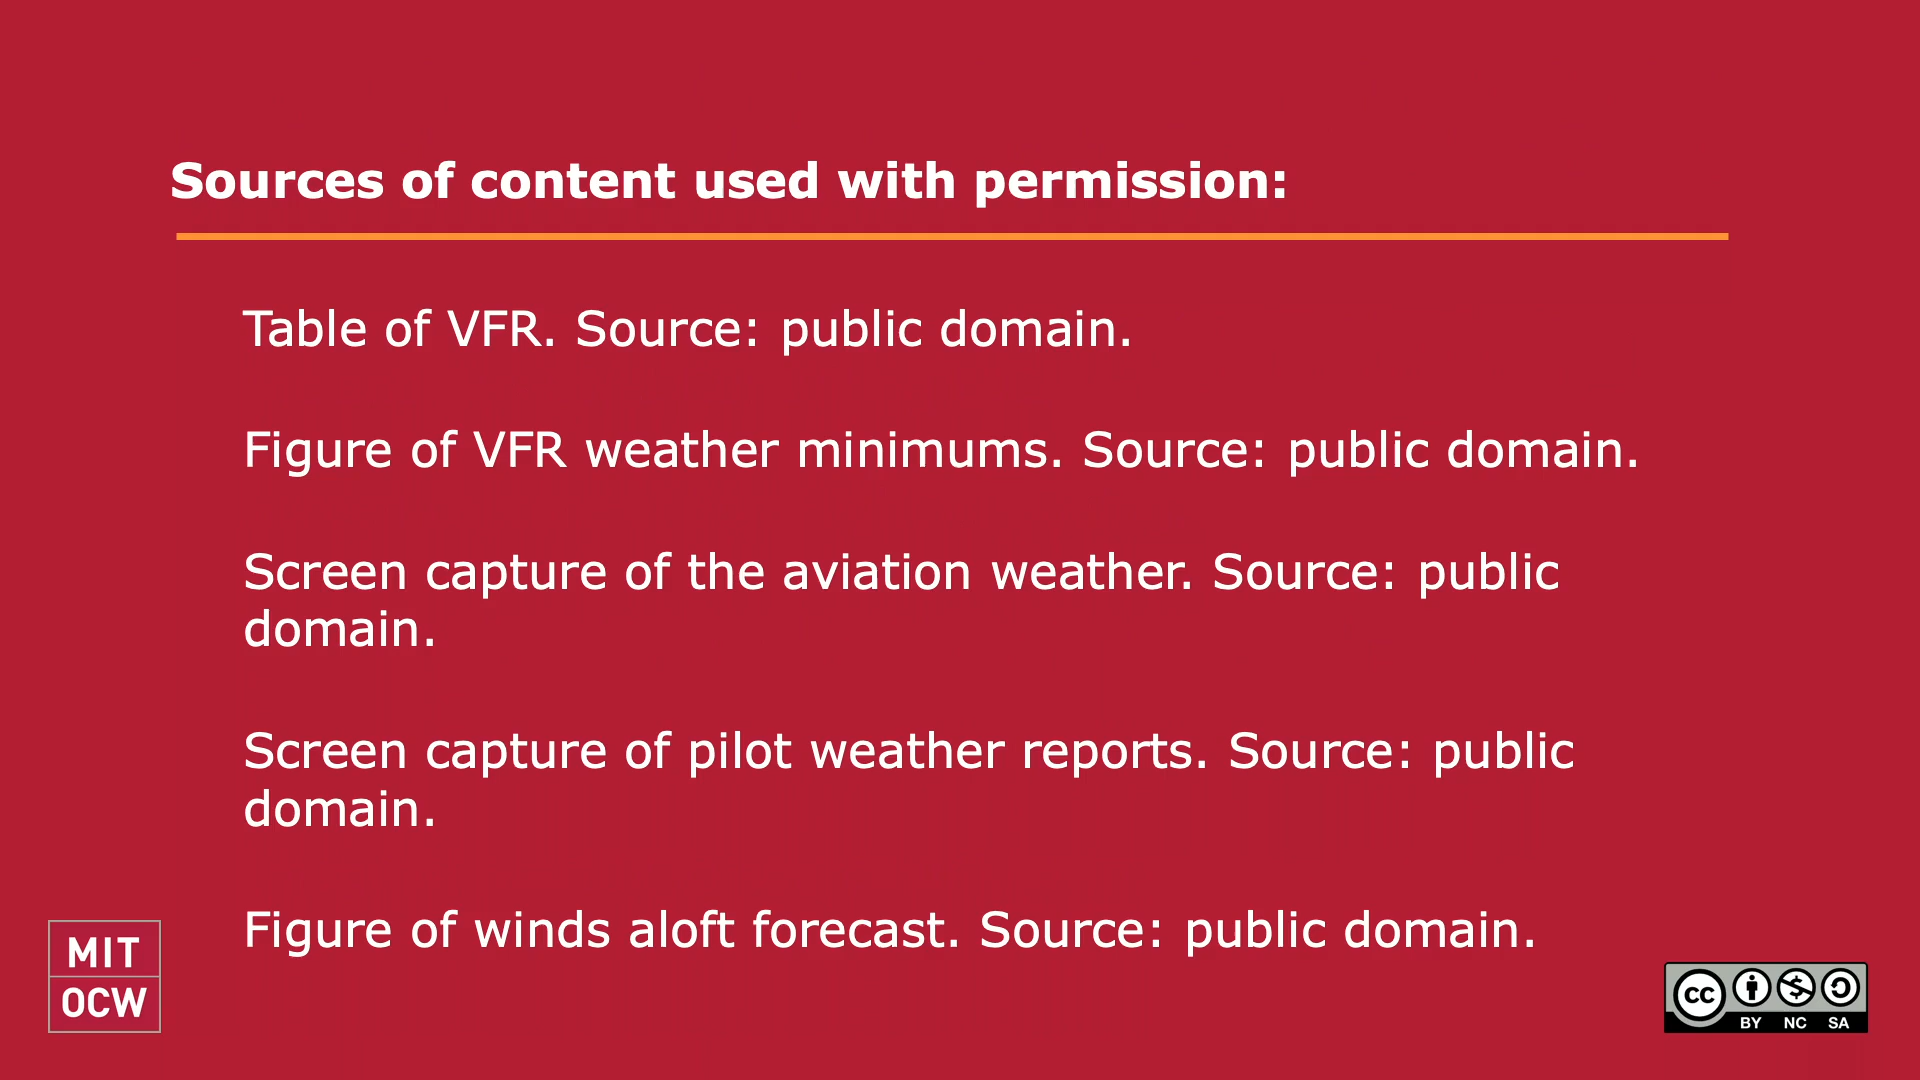 Sources of content used with permission:
Table of VFR. Source: public domain.
Figure of VFR weather minimums. Source: public domain.
Screen capture of the aviation weather. Source: public
domain.
Screen capture of pilot weather reports. Source: public
domain.
Figure of winds aloft forecast. Source: public domain.
MIT
OCW
cc
BY NC SA